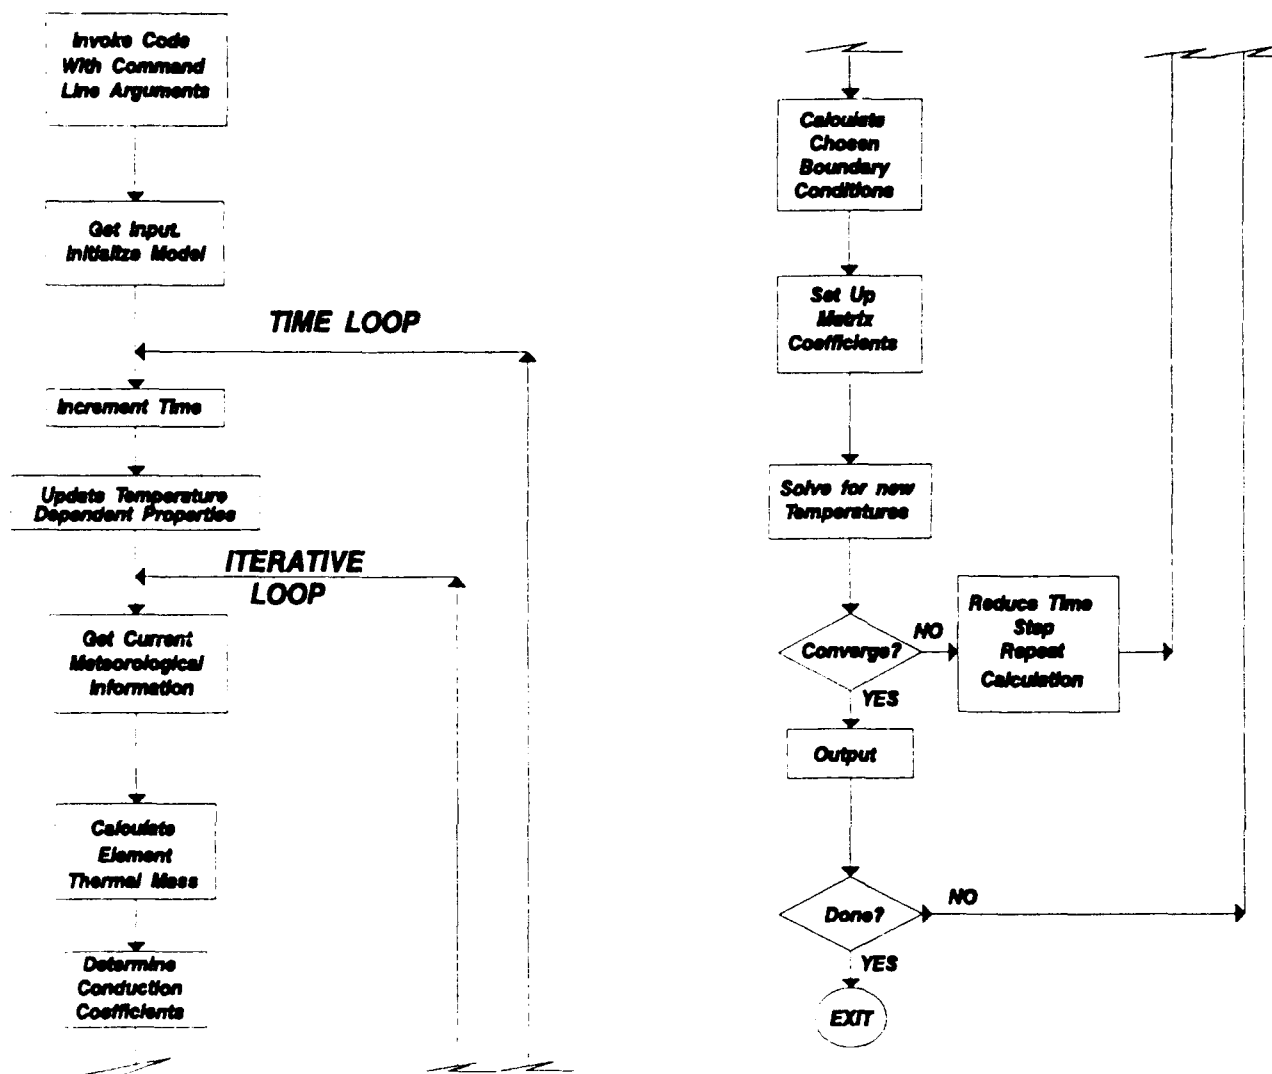 Invoke Code
With Command
Line Arguments
Get Input.
Initialize Model
TIME LOOP
Increment Time
Update Temperature
Dependent Properties
ITERATIVE
LOOP
Get Current
Meteorological
Information
Calculate
Element
Thermal Mass
Determine
Conduction
Coefficients
Calculate
Chosen
Boundary
Conditions
Set Up
Matrix
Coefficients
Solve for new
Temperatures
Converge?
NO
Reduce Time
Step
Repeat
Calculation
YES
Output
Done?
NO
YES
EXIT